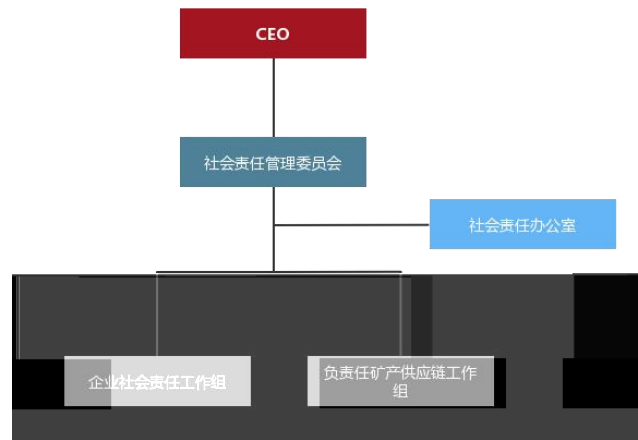 CEO
社会责任管理委员会
社会责任办公室
企业社会责任工作组
负责任矿产供应链工作
组